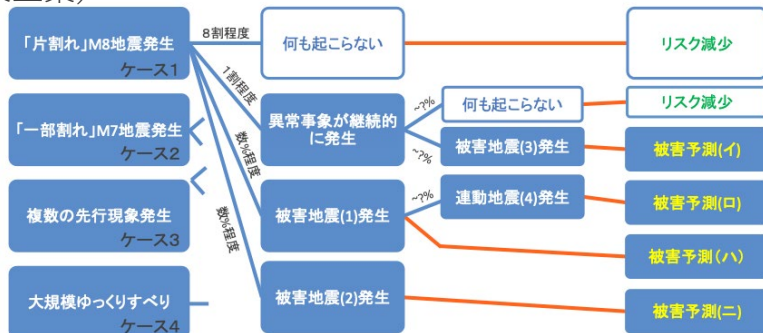 「片割れ」M8地震発生
ケース1
8割程度
何も起こらない
リスク減少
1割程度
異常事象が継続的
に発生
~?%
何も起こらない
リスク減少
~?%
被害地震(3)発生
被害予測(イ)
「一部割れ」M7地震発生
ケース2
数%程度
被害地震(1)発生
~?%
連動地震(4)発生
被害予測(ロ)
被害予測(ハ)
複数の先行現象発生
ケース3
数%程度
被害地震(2)発生
被害予測(ニ)
大規模ゆっくりすべり
ケース4